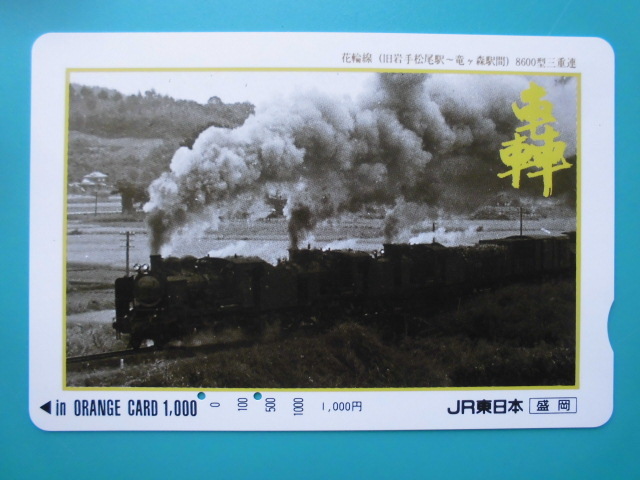 花輪線（旧岩手松尾駅～竜ヶ森駅間）8600型三重連
轟
◀in ORANGE CARD 1,000
0 100 500 1000 1,000円
JR東日本 盛岡